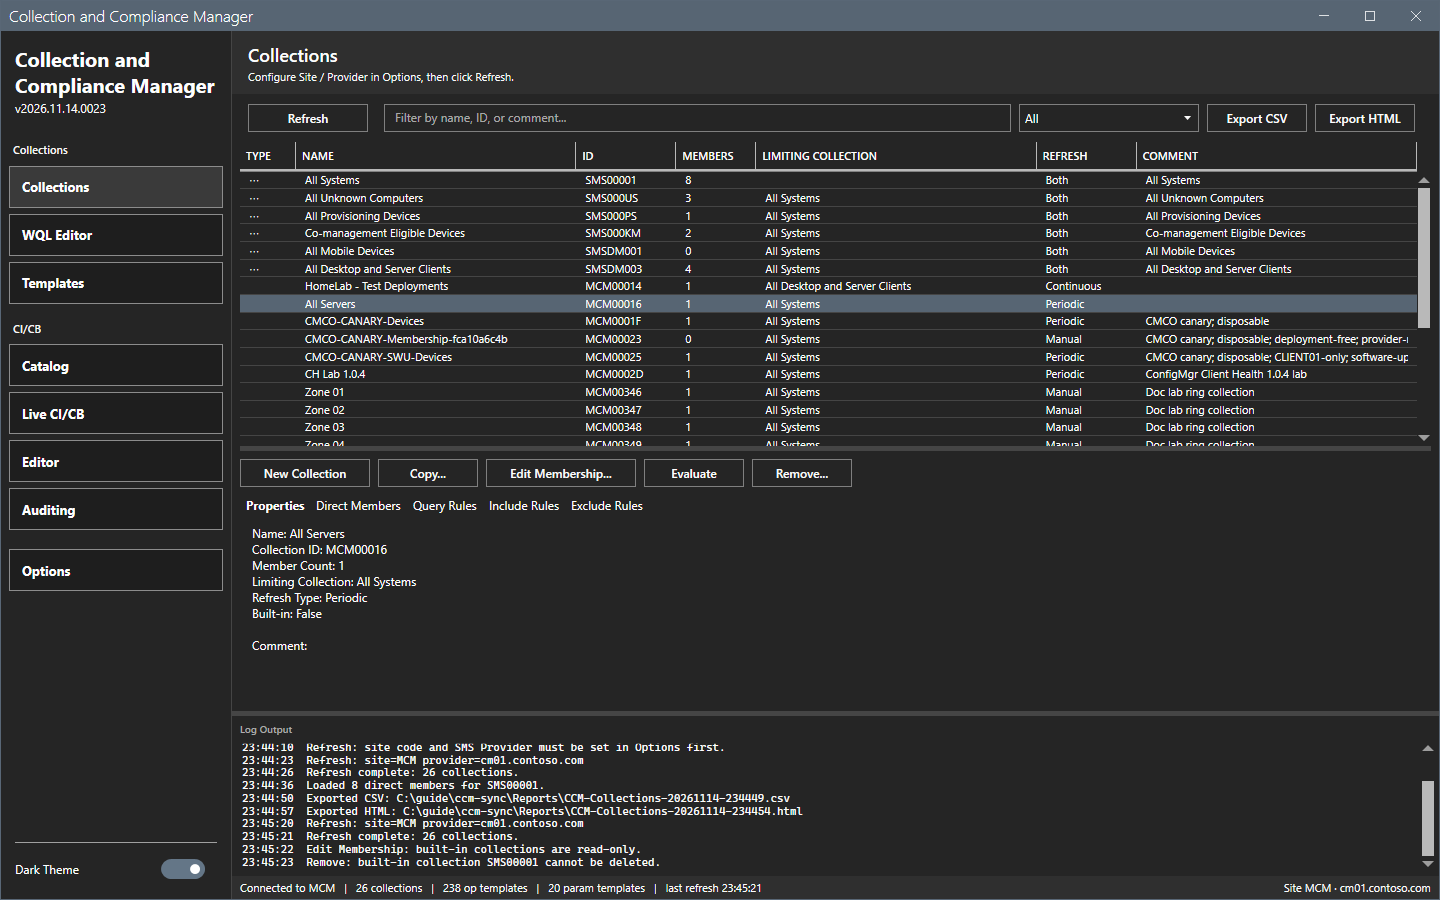 Collection and Compliance Manager
Collection and
Compliance Manager
v2026.11.14.0023
Collections
Collections
WQL Editor
Templates
CI/CB
Catalog
Live CI/CB
Editor
Auditing
Options
Dark Theme
Collections
Configure Site / Provider in Options, then click Refresh.
Refresh
Filter by name, ID, or comment...
All
Export CSV
Export HTML
TYPE NAME ID MEMBERS LIMITING COLLECTION REFRESH COMMENT
... All Systems SMS00001 8 Both All Systems
... All Unknown Computers SMS000US 3 All Systems Both All Unknown Computers
... All Provisioning Devices SMS000PS 1 All Systems Both All Provisioning Devices
... Co-management Eligible Devices SMS000KM 2 All Systems Both Co-management Eligible Devices
... All Mobile Devices SMSDM001 0 All Systems Both All Mobile Devices
... All Desktop and Server Clients SMSDM003 4 All Systems Both All Desktop and Server Clients
HomeLab - Test Deployments MCM00014 1 All Desktop and Server Clients Continuous
All Servers MCM00016 1 All Systems Periodic
CMCO-CANARY-Devices MCM0001F 1 All Systems Periodic CMCO canary; disposable
CMCO-CANARY-Membership-fca10a6c4b MCM00023 0 All Systems Manual CMCO canary; disposable; deployment-free; provider-
CMCO-CANARY-SWU-Devices MCM00025 1 All Systems Periodic CMCO canary; disposable; CLIENT01-only; software-up
CH Lab 1.0.4 MCM0002D 1 All Systems Periodic ConfigMgr Client Health 1.0.4 lab
Zone 01 MCM00346 1 All Systems Manual Doc lab ring collection
Zone 02 MCM00347 1 All Systems Manual Doc lab ring collection
Zone 03 MCM00348 1 All Systems Manual Doc lab ring collection
Zone 04 MCM00349 1 All Systems Manual Doc lab ring collection
New Collection
Copy...
Edit Membership...
Evaluate
Remove...
Properties Direct Members Query Rules Include Rules Exclude Rules
Name: All Servers
Collection ID: MCM00016
Member Count: 1
Limiting Collection: All Systems
Refresh Type: Periodic
Built-in: False
Comment:
Log Output
23:44:10 Refresh: site code and SMS Provider must be set in Options first.
23:44:23 Refresh: site=MCM provider=cm01.contoso.com
23:44:26 Refresh complete: 26 collections.
23:44:36 Loaded 8 direct members for SMS00001.
23:44:50 Exported CSV: C:\guide\ccm-sync\Reports\CCM-Collections-20261114-234449.csv
23:44:57 Exported HTML: C:\guide\ccm-sync\Reports\CCM-Collections-20261114-234454.html
23:45:20 Refresh: site=MCM provider=cm01.contoso.com
23:45:21 Refresh complete: 26 collections.
23:45:22 Edit Membership: built-in collections are read-only.
23:45:23 Remove: built-in collection SMS00001 cannot be deleted.
Connected to MCM | 26 collections | 238 op templates | 20 param templates | last refresh 23:45:21
Site MCM · cm01.contoso.com